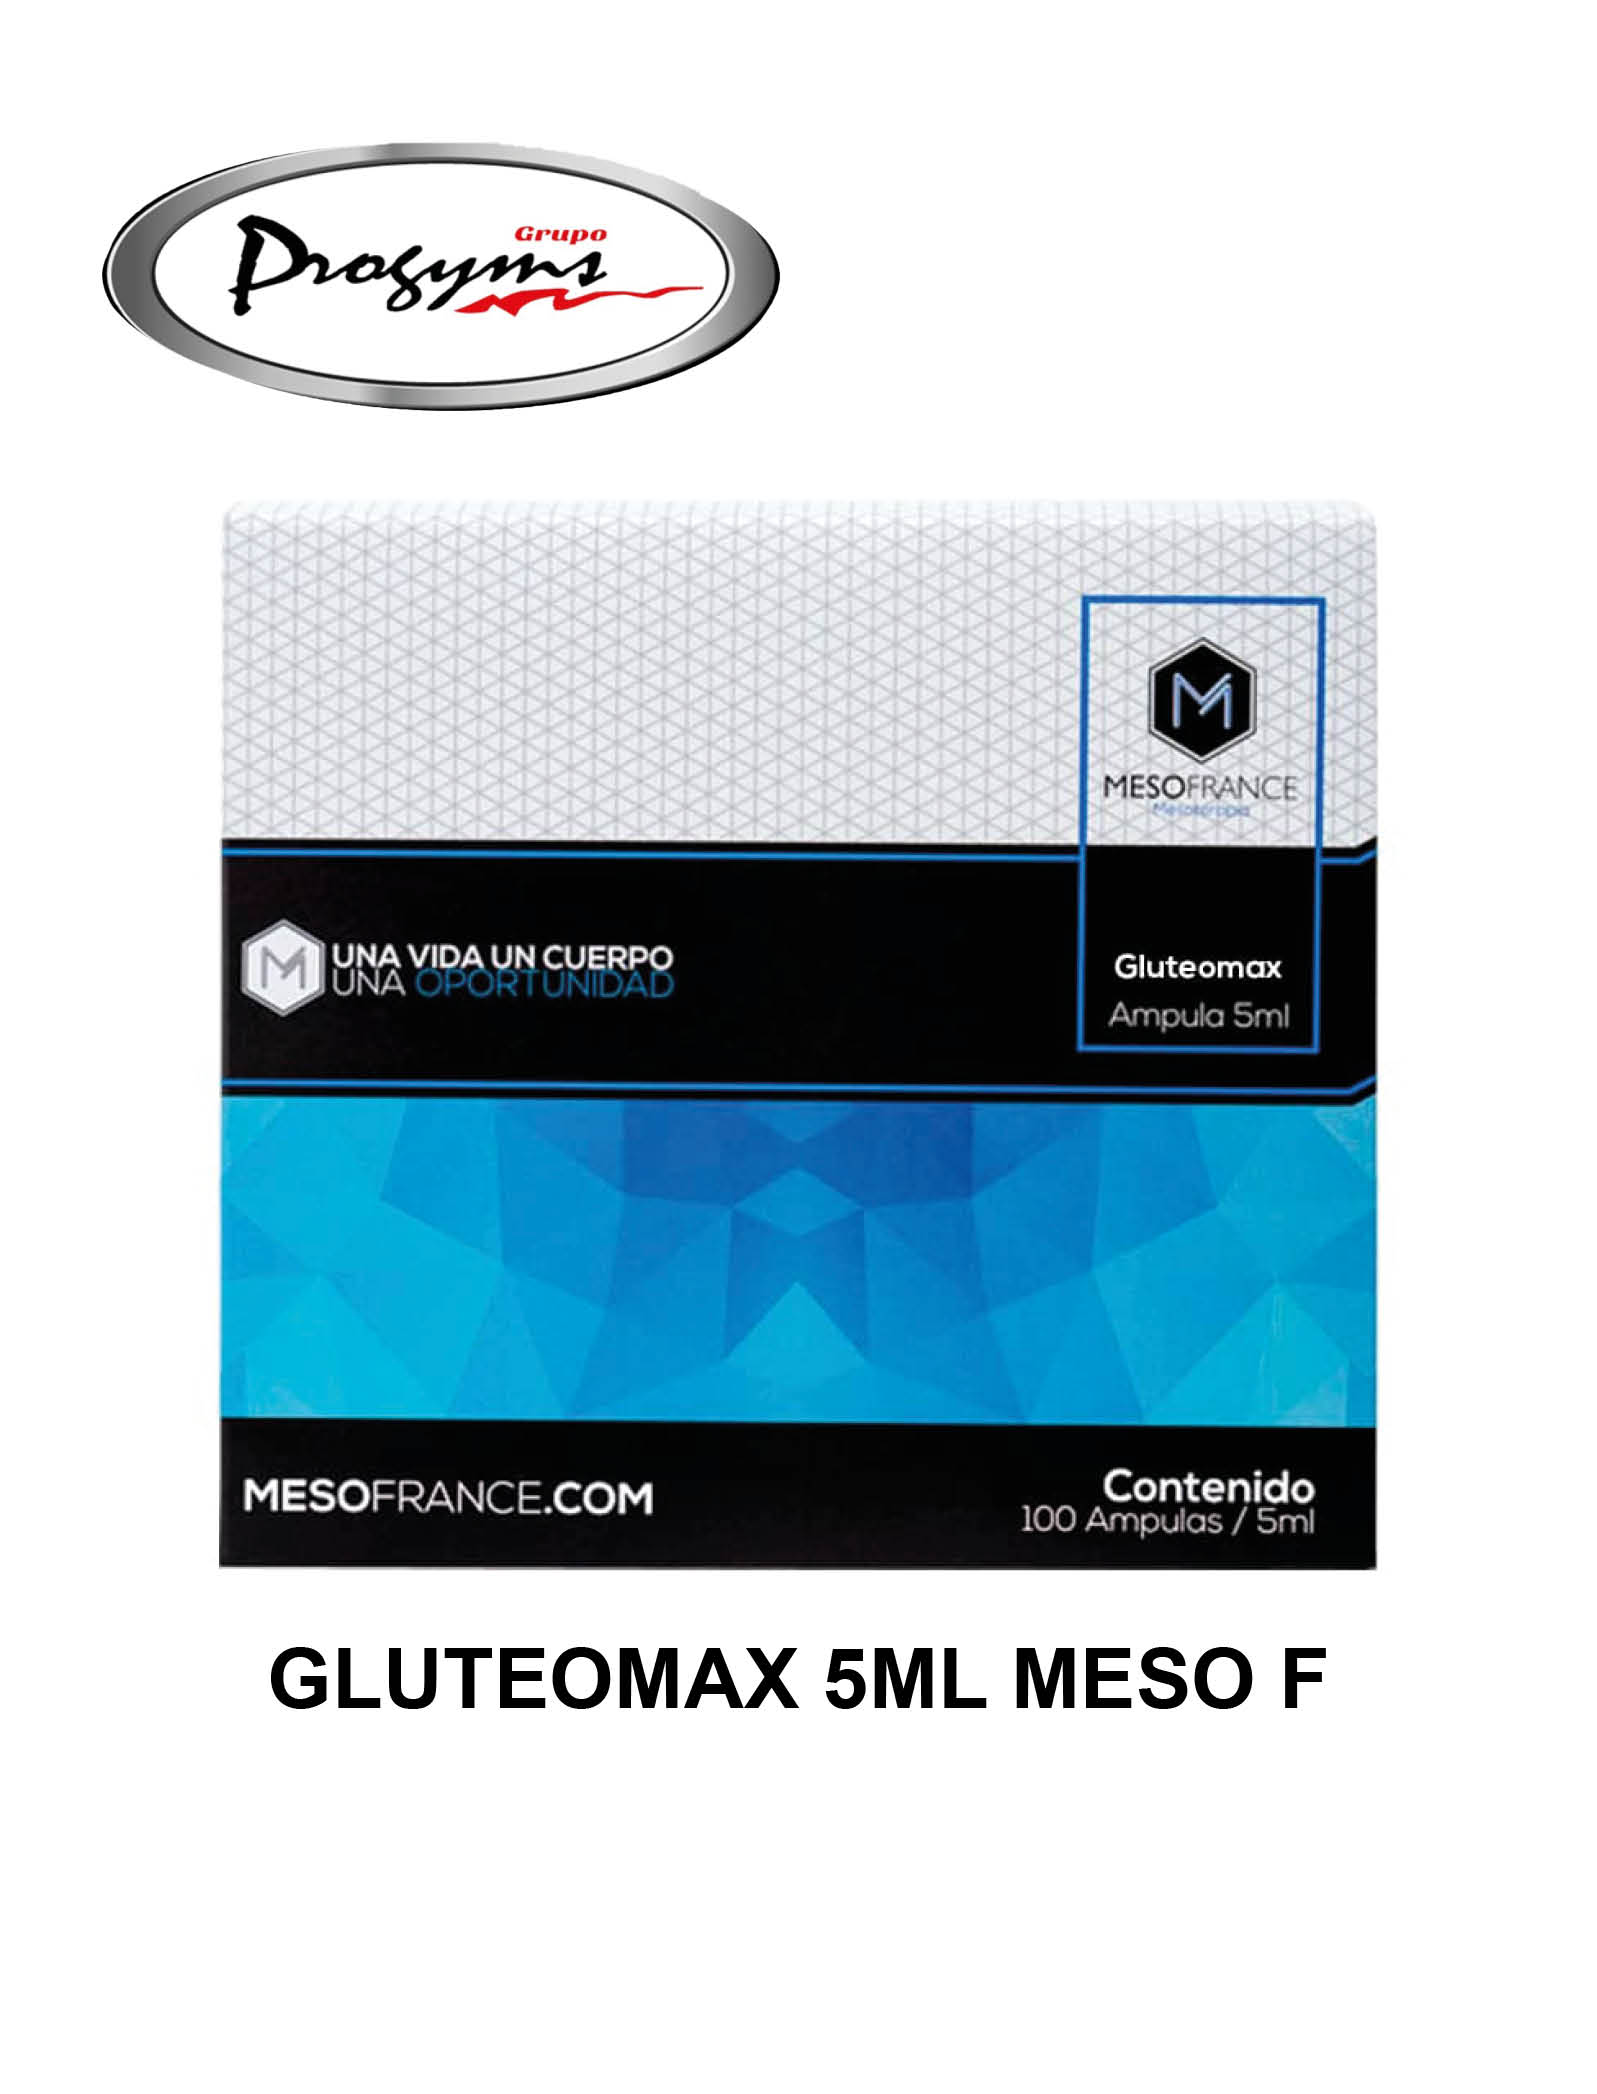 Grupo
Progyms
MESOFRANCE
Mesoterapia
UNA VIDA UN CUERPO
UNA OPORTUNIDAD
Gluteomax
Ampula 5ml
MESOFRANCE.COM
Contenido
100 Ampulas / 5ml
GLUTEOMAX 5ML MESO F